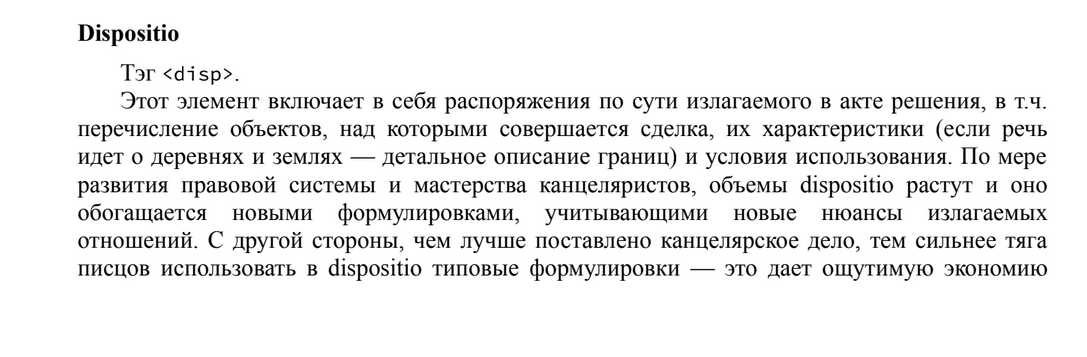 Dispositio
Тэг <disp>.
Этот элемент включает в себя распоряжения по сути излагаемого в акте решения, в т.ч.
перечисление объектов, над которыми совершается сделка, их характеристики (если речь
идет о деревнях и землях — детальное описание границ) и условия использования. По мере
развития правовой системы и мастерства канцеляристов, объемы dispositio растут и оно
обогащается новыми формулировками, учитывающими новые нюансы излагаемых
отношений. С другой стороны, чем лучше поставлено канцелярское дело, тем сильнее тяга
писцов использовать в dispositio типовые формулировки — это дает ощутимую экономию